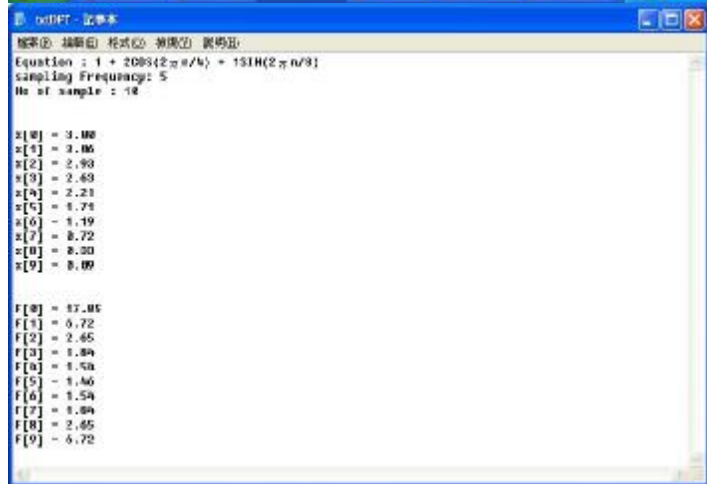 txtDFT - 記事本
檔案(F) 編輯(E) 格式(O) 檢視(V) 說明(H)
Equation : 1 + 2COS(2πn/4) + 1SIN(2πn/8)
sampling Frequency: 5
No of sample : 10
x[0] = 3.00
x[1] = 3.06
x[2] = 2.93
x[3] = 2.63
x[4] = 2.21
x[5] = 1.71
x[6] = 1.19
x[7] = 0.72
x[8] = 0.33
x[9] = 0.09
F[0] =
F[1] = 6.72
F[2] = 2.65
F[3] = 1.84
F[4] = 1.54
F[5] = 1.46
F[6] = 1.54
F[7] = 1.84
F[8] = 2.65
F[9] = 6.72